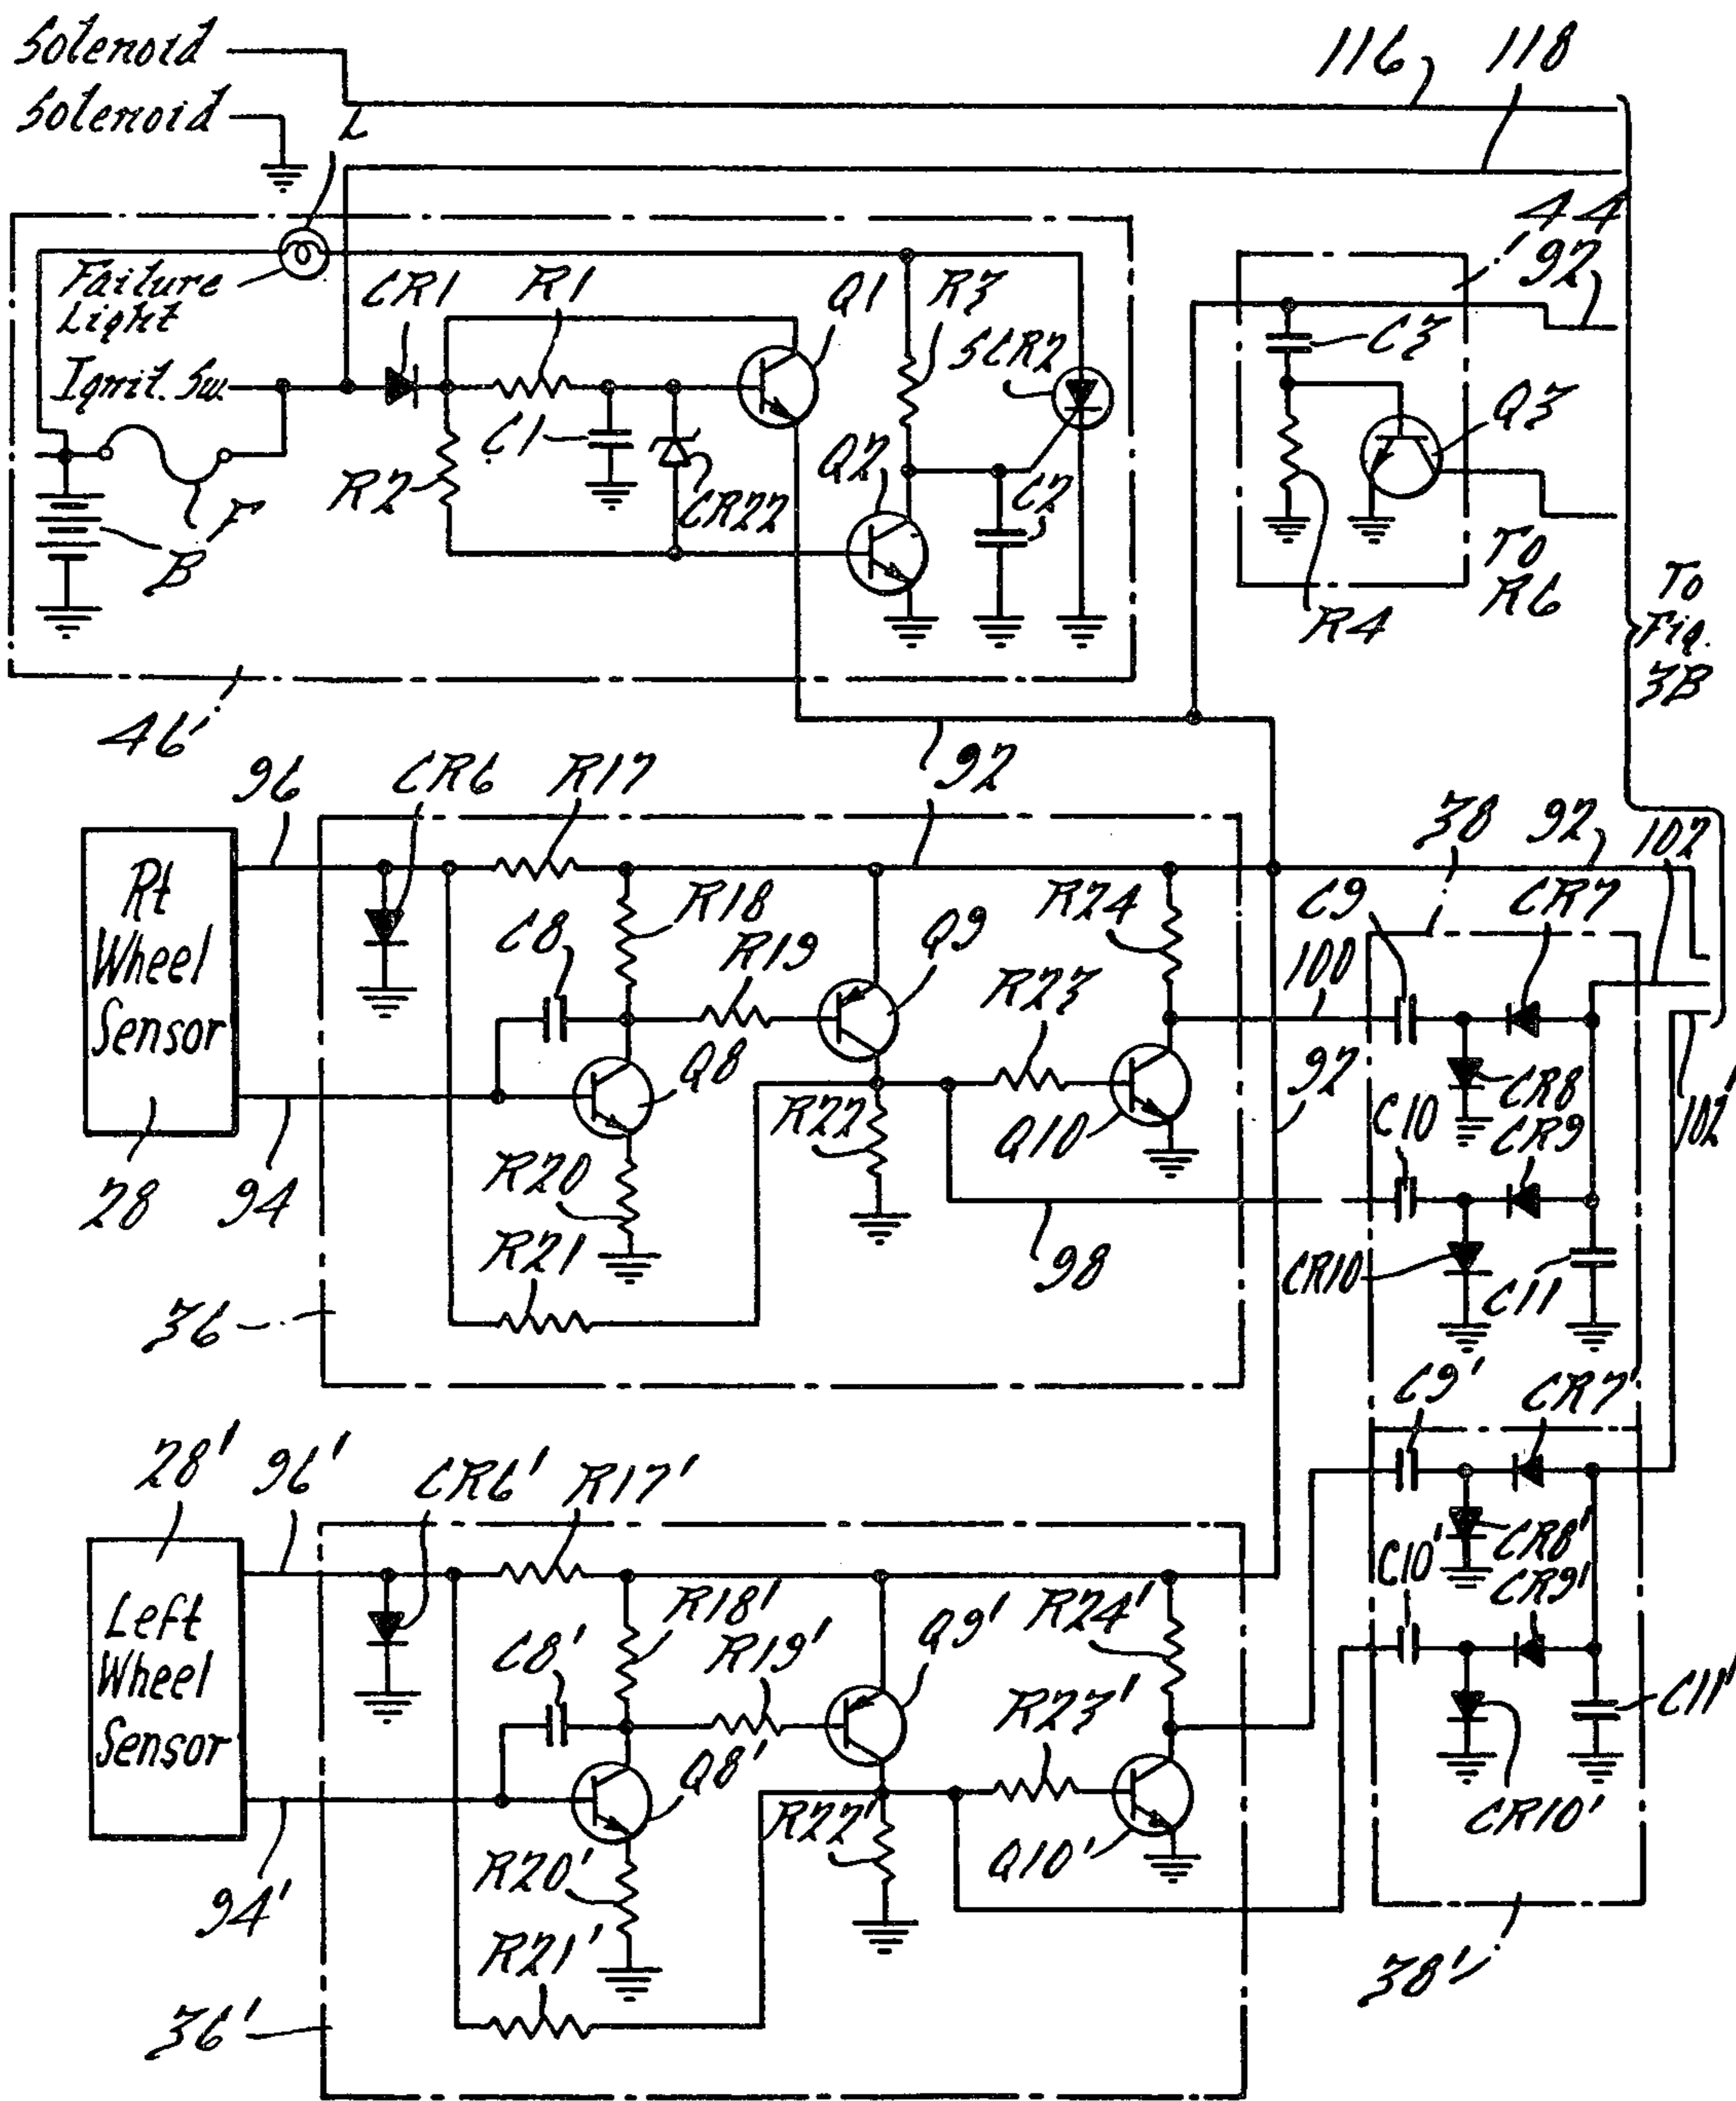 Solenoid
116
118
Solenoid
L
44'
92
Failure
Light
CR1
R1
Q1
R3
SCR2
C3
Ignit. Sw.
C1
Q3
R2
Q2
CR22
C2
F
B
To
R6
R4
To
Fig.
3B
46'
92
96
CR6
R17
38
92
102
Rt
Wheel
Sensor
C8
R18
R19
Q9
R24
C9
CR7
R23
100
Q8
R22
Q10
92
CR8
C10
CR9
102'
28
94
R20
R21
98
CR10
C11
36
C9'
CR7'
28'
96'
CR6'
R17'
C10'
CR8'
CR9'
Left
Wheel
Sensor
C8'
R18'
R19'
Q9'
R24'
R23'
C11'
Q8'
R22'
Q10'
CR10'
94'
R20'
R21'
38'
36'